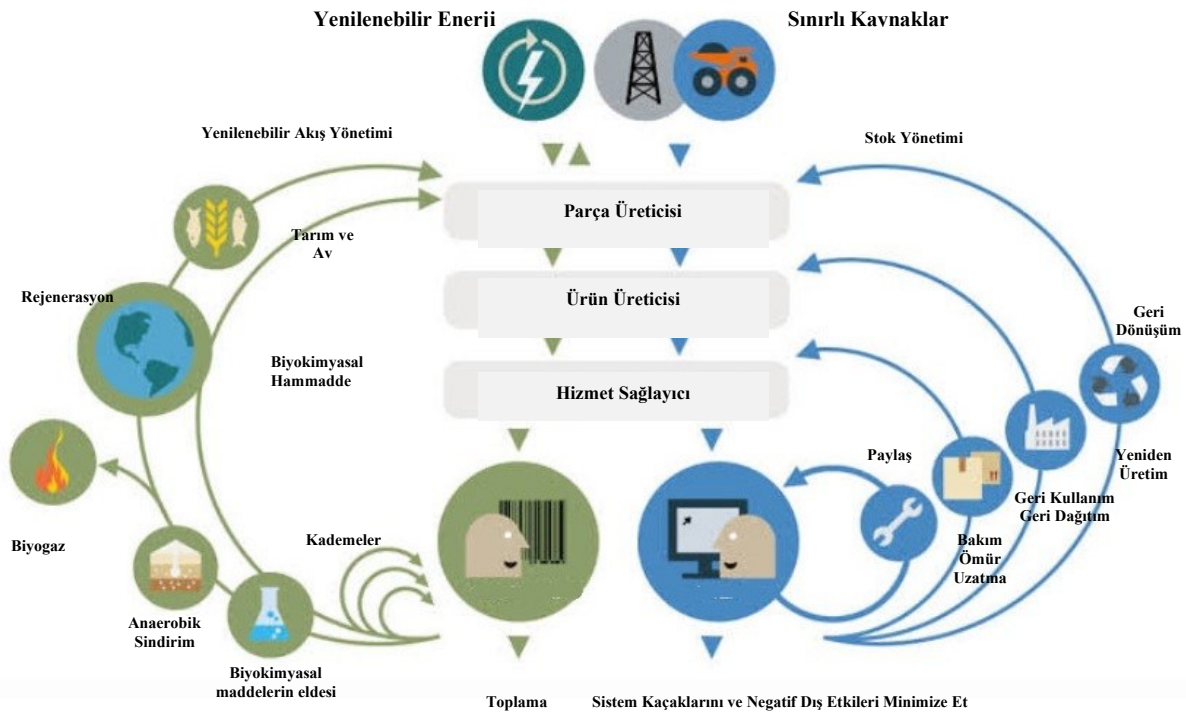 Yenilenebilir Enerji
Sınırlı Kaynaklar
Yenilenebilir Akış Yönetimi
Stok Yönetimi
Parça Üreticisi
Tarım ve
Av
Rejenerasyon
Ürün Üreticisi
Geri
Dönüşüm
Biyokimyasal
Hammadde
Hizmet Sağlayıcı
Paylaş
Yeniden
Üretim
Geri Kullanım
Geri Dağıtım
Biyogaz
Kademeler
Bakım
Ömür
Uzatma
Anaerobik
Sindirim
Biyokimyasal
maddelerin eldesi
Toplama
Sistem Kaçaklarını ve Negatif Dış Etkileri Minimize Et